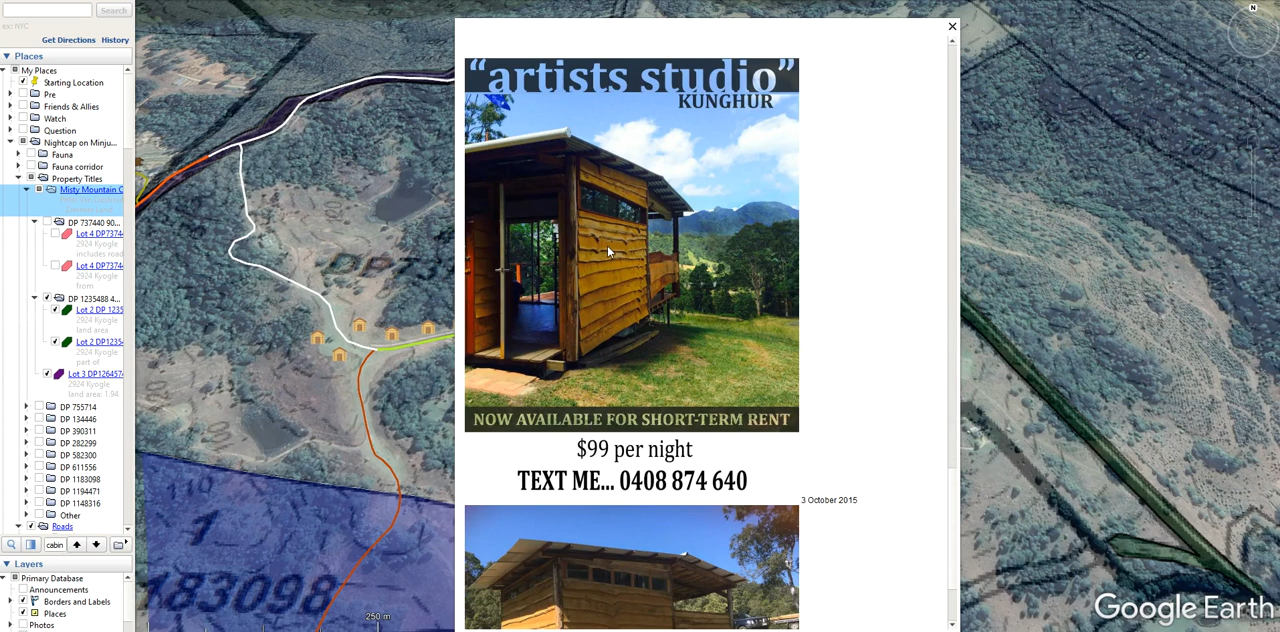 Search
ex: NYC
Get Directions History
Places
My Places
Starting Location
Pre
Friends & Allies
Watch
Question
Nightcap on Minju...
Fauna
Fauna corridor
Property Titles
Misty Mountain C
DP 737440 90...
Lot 4 DP7374
2924 Kyogle
includes road
Lot 4 DP7374
2924 Kyogle
from
DP 1235488 4...
Lot 2 DP 1235
2924 Kyogle
land area
Lot 2 DP1235
2924 Kyogle
part of
Lot 3 DP126457
2924 Kyogle
land area: 1.94
DP 755714
DP 134446
DP 390311
DP 282299
DP 582300
DP 611556
DP 1183098
DP 1194471
DP 1148316
Other
Roads
cabin
Layers
Primary Database
Announcements
Borders and Labels
Places
Photos
DP73
1
183098
250 m
“artists studio”
KUNGHUR
NOW AVAILABLE FOR SHORT-TERM RENT
$99 per night
TEXT ME... 0408 874 640
3 October 2015
N
Google Earth